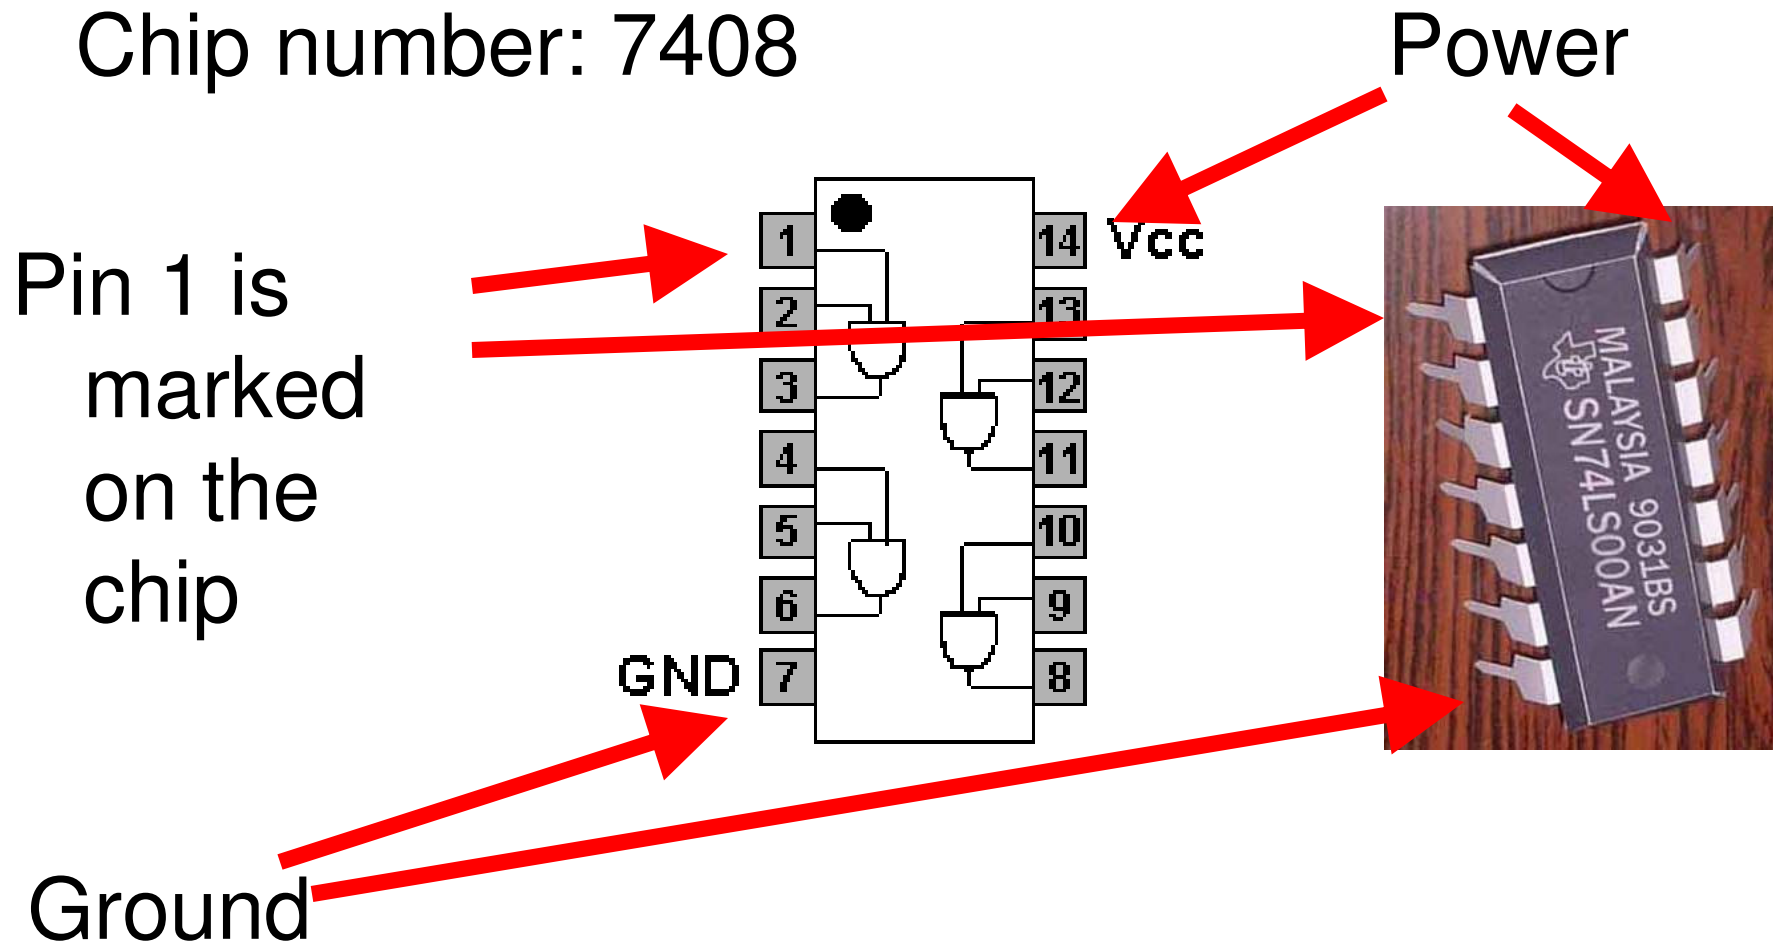 Chip number: 7408
Power
Pin 1 is
marked
on the
chip
1
2
3
4
5
6
GND 7
14 Vcc
13
12
11
10
9
8
MALAYSIA 9031BS
SN74LS00AN
Ground